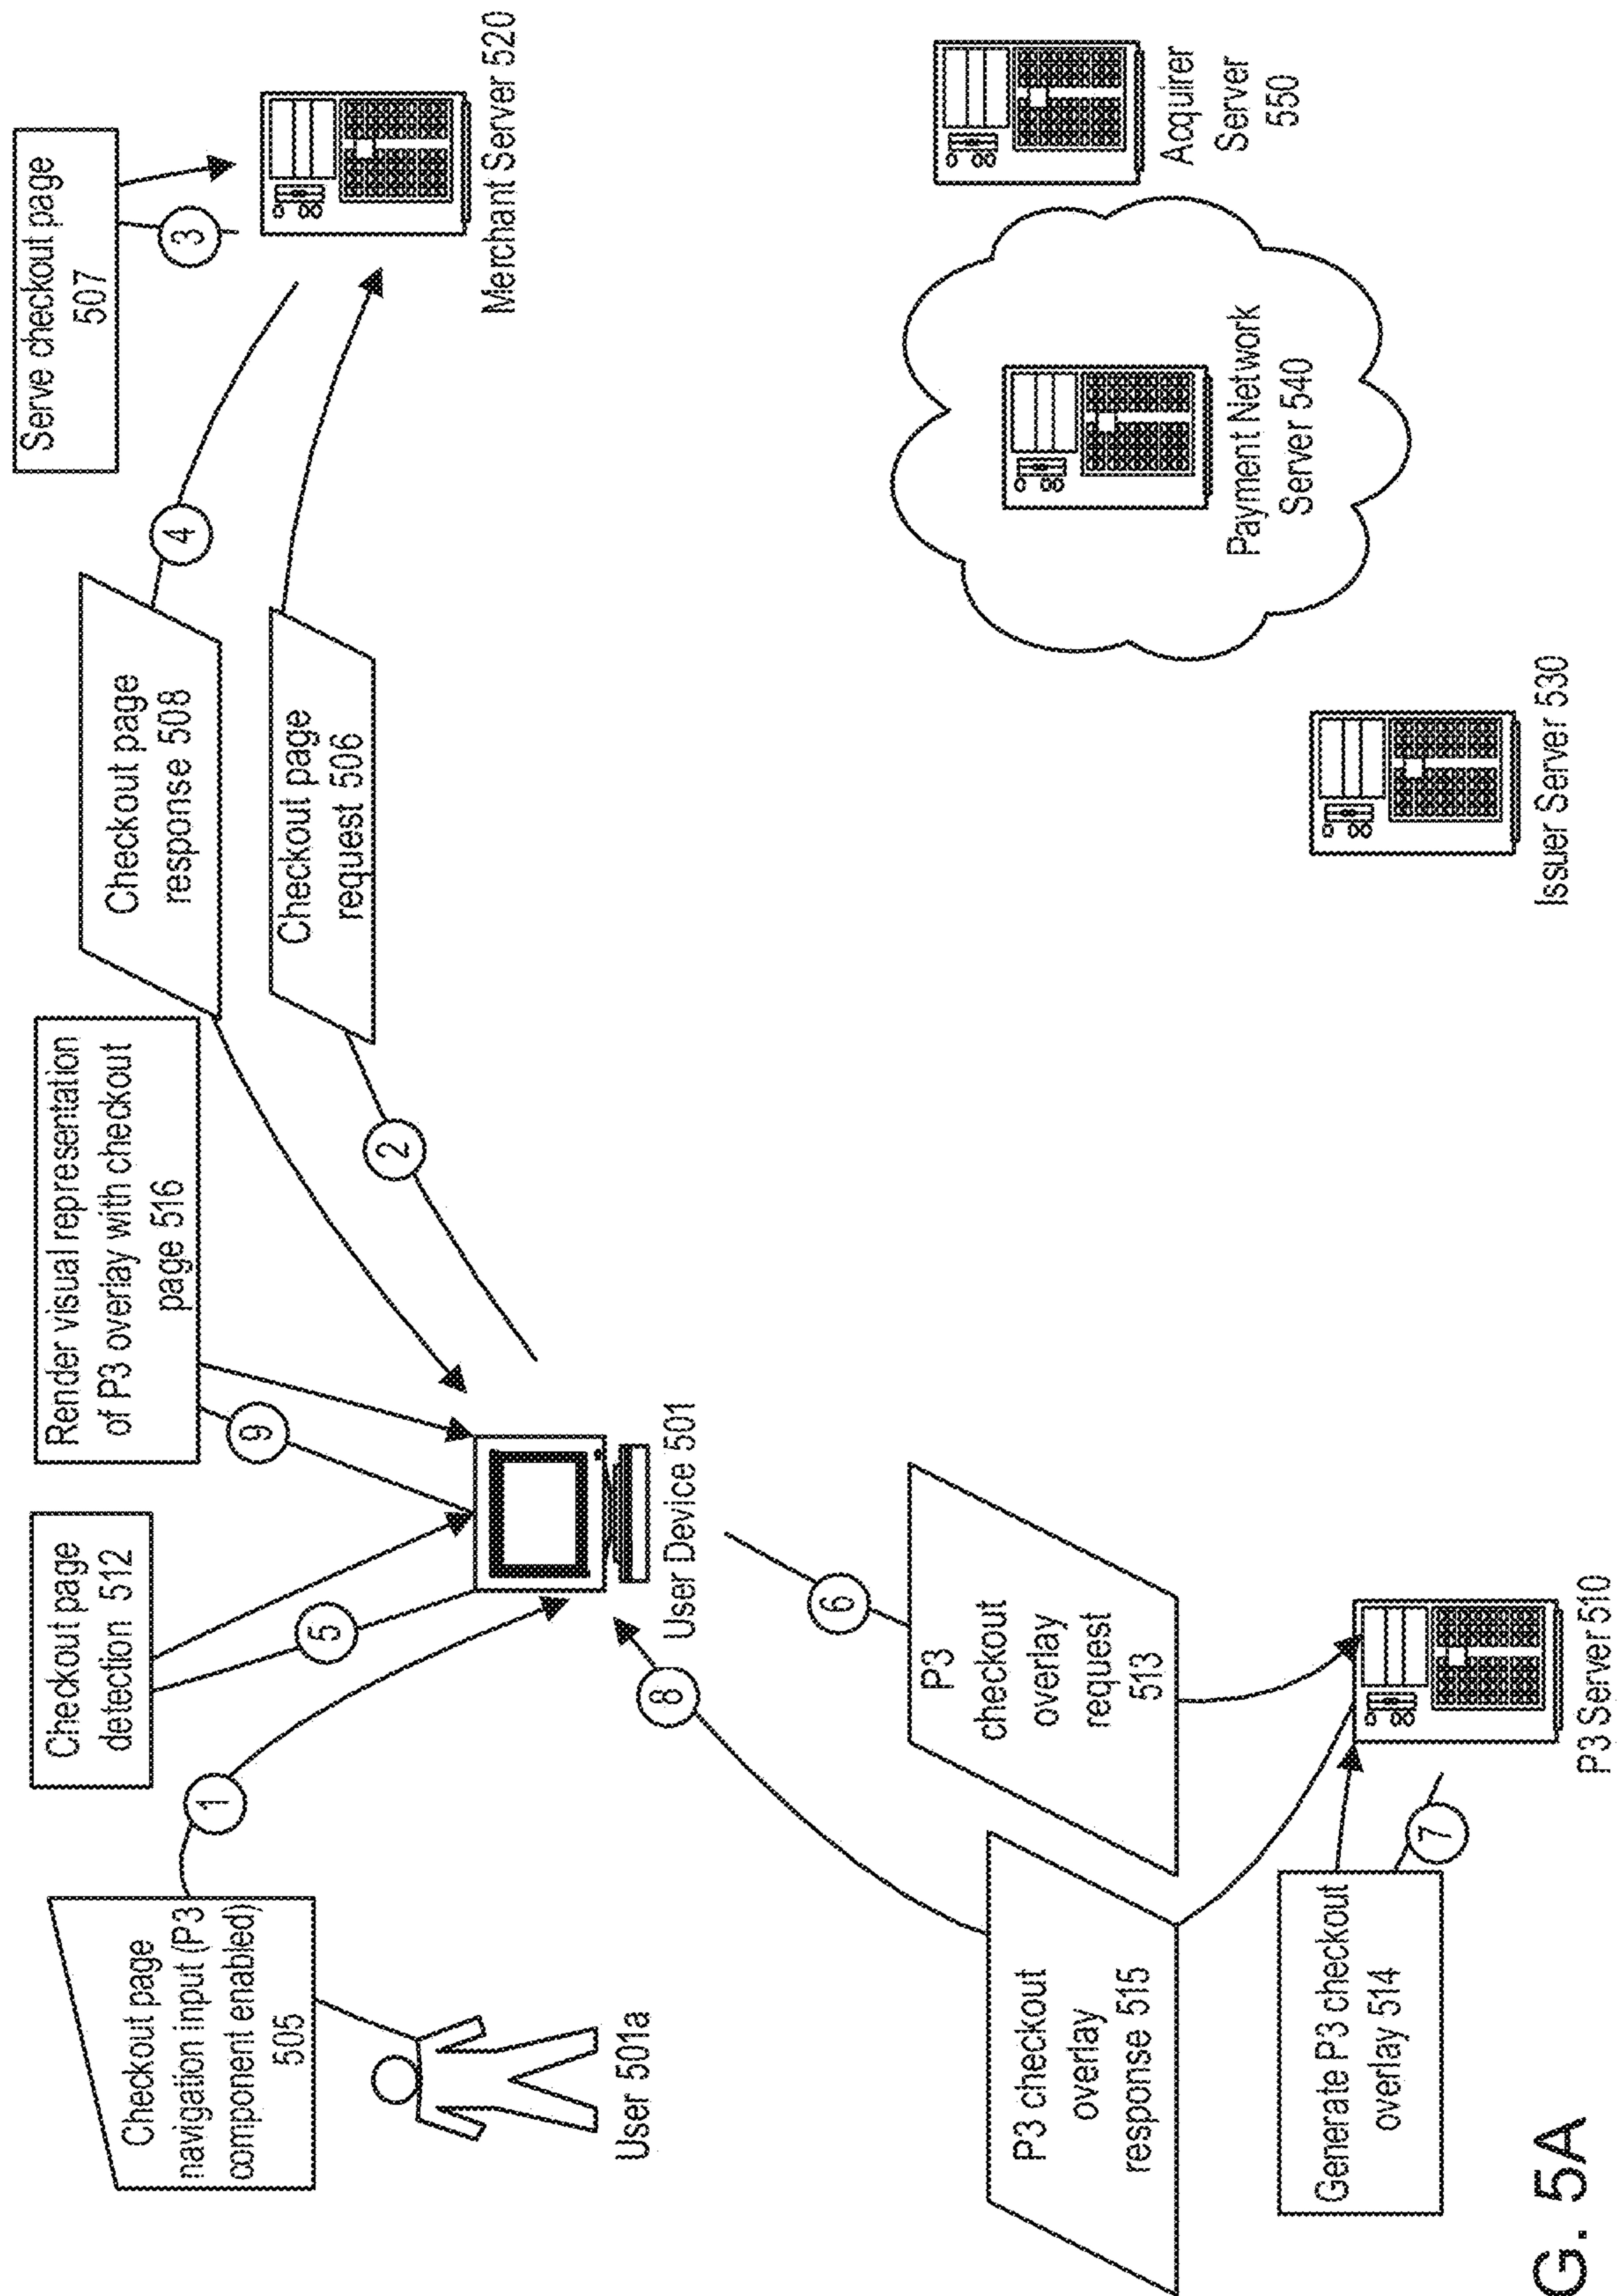 Checkout page
navigation input (P3
component enabled)
505
1
User 501a
Checkout page
detection 512
5
Render visual representation
of P3 overlay with checkout
page 516
9
User Device 501
Checkout page
response 508
4
Checkout page
request 506
2
Serve checkout page
507
3
Merchant Server 520
P3 checkout
overlay
response 515
8
P3
checkout
overlay
request
513
6
Generate P3 checkout
overlay 514
7
P3 Server 510
Issuer Server 530
Payment Network
Server 540
Acquirer
Server
550
G. 5A